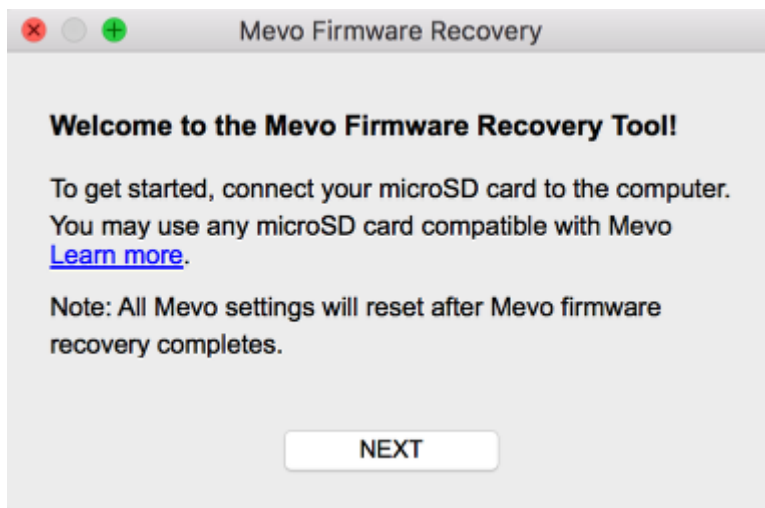 Mevo Firmware Recovery
Welcome to the Mevo Firmware Recovery Tool!
To get started, connect your microSD card to the computer.
You may use any microSD card compatible with Mevo
Learn more.
Note: All Mevo settings will reset after Mevo firmware
recovery completes.
NEXT